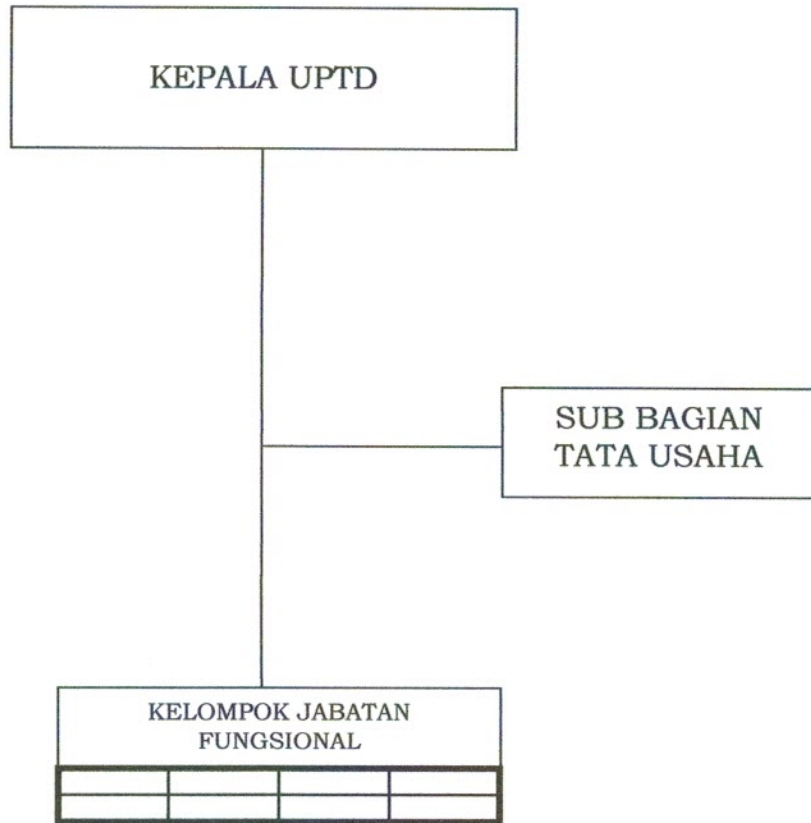 KEPALA UPTD
SUB BAGIAN
TATA USAHA
KELOMPOK JABATAN
FUNGSIONAL